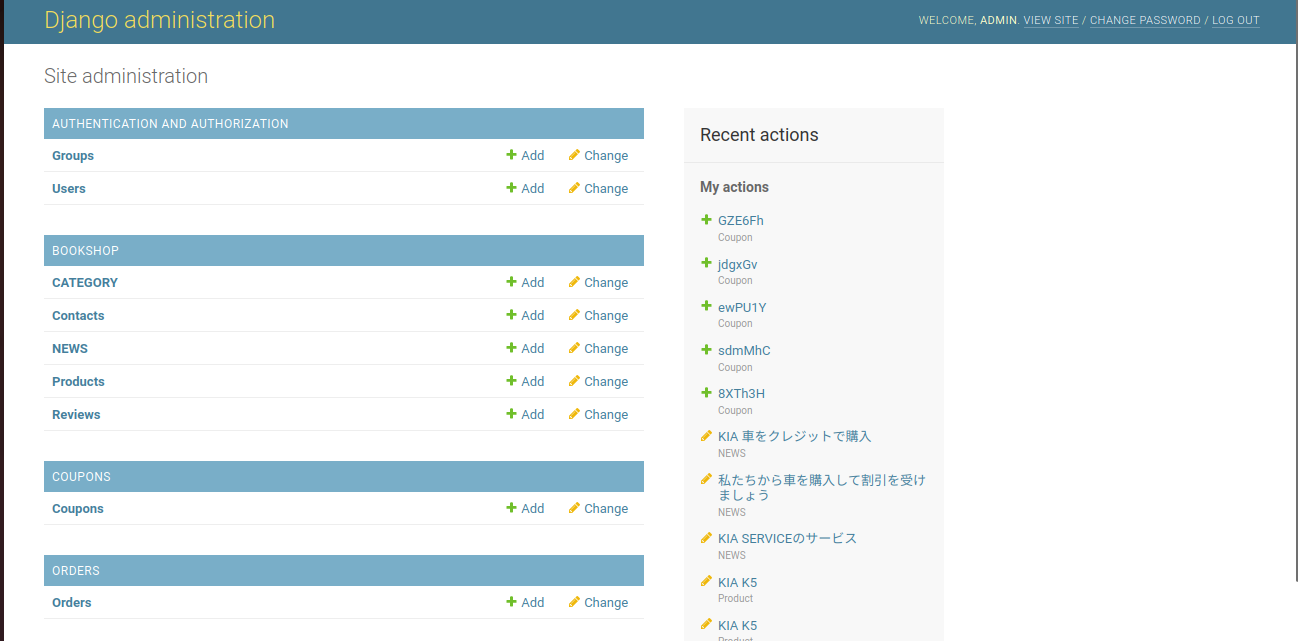 Django administration
WELCOME, ADMIN. VIEW SITE / CHANGE PASSWORD / LOG OUT
Site administration
AUTHENTICATION AND AUTHORIZATION
Groups Add Change
Users Add Change
BOOKSHOP
CATEGORY Add Change
Contacts Add Change
NEWS Add Change
Products Add Change
Reviews Add Change
COUPONS
Coupons Add Change
ORDERS
Orders Add Change
Recent actions
My actions
GZE6Fh
Coupon
jdgxGv
Coupon
ewPU1Y
Coupon
sdmMhC
Coupon
8XTh3H
Coupon
KIA 車をクレジットで購入
NEWS
私たちから車を購入して割引を受け
ましょう
NEWS
KIA SERVICEのサービス
NEWS
KIA K5
Product
KIA K5
Product